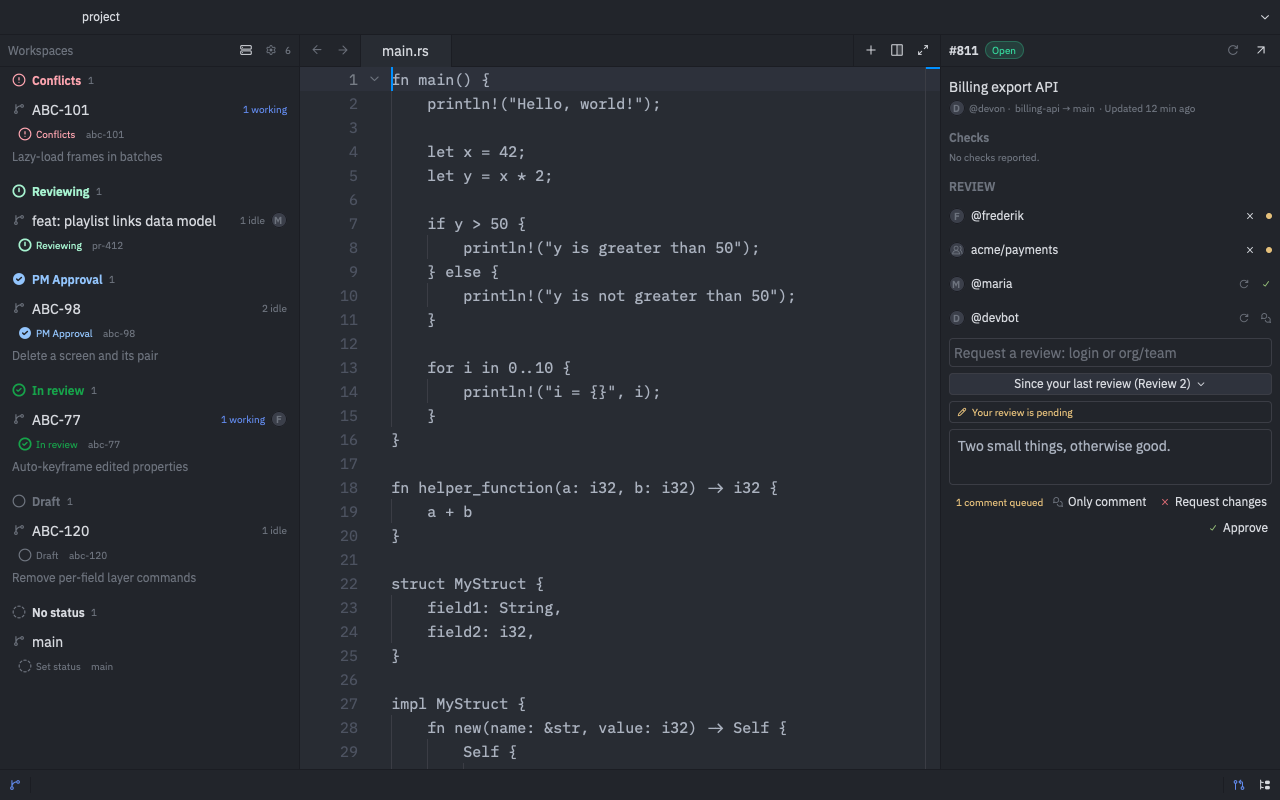 project
Workspaces
6
Conflicts 1
ABC-101 1 working
Conflicts abc-101
Lazy-load frames in batches
Reviewing 1
feat: playlist links data model 1 idle M
Reviewing pr-412
PM Approval 1
ABC-98 2 idle
PM Approval abc-98
Delete a screen and its pair
In review 1
ABC-77 1 working F
In review abc-77
Auto-keyframe edited properties
Draft 1
ABC-120 1 idle
Draft abc-120
Remove per-field layer commands
No status 1
main
Set status main
main.rs
1 fn main() {
2 println!("Hello, world!");
3
4 let x = 42;
5 let y = x * 2;
6
7 if y > 50 {
8 println!("y is greater than 50");
9 } else {
10 println!("y is not greater than 50");
11 }
12
13 for i in 0..10 {
14 println!("i = {}", i);
15 }
16 }
17
18 fn helper_function(a: i32, b: i32) -> i32 {
19 a + b
20 }
21
22 struct MyStruct {
23 field1: String,
24 field2: i32,
25 }
26
27 impl MyStruct {
28 fn new(name: &str, value: i32) -> Self {
29 Self {
#811 Open
Billing export API
D @devon · billing-api → main · Updated 12 min ago
Checks
No checks reported.
REVIEW
F @frederik
acme/payments
M @maria
D @devbot
Request a review: login or org/team
Since your last review (Review 2)
Your review is pending
Two small things, otherwise good.
1 comment queued Only comment Request changes
Approve